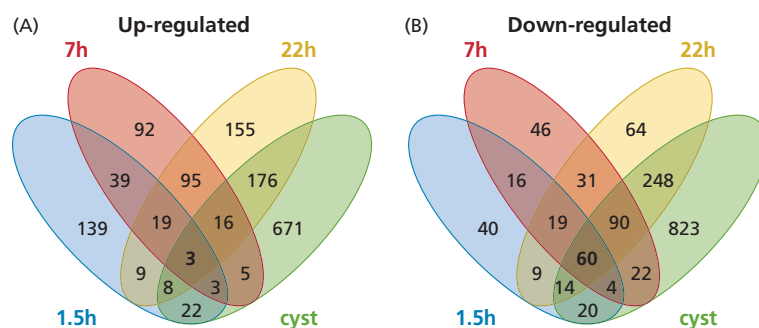 (A) Up-regulated
7h 22h
92 155
39 95 176
139 19 16 671
3
9 8 3 5
22
1.5h cyst
(B) Down-regulated
7h 22h
46 64
16 31 248
40 19 90 823
60
9 14 4 22
20
1.5h cyst